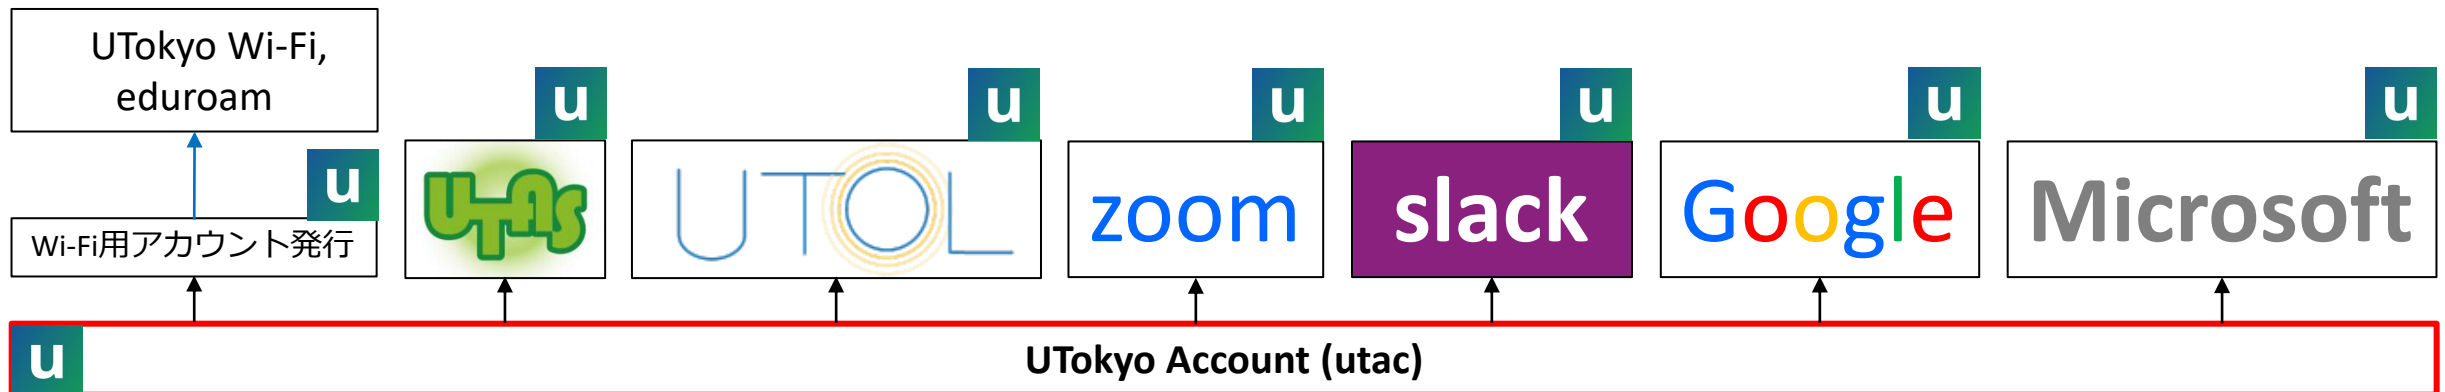 UTokyo Wi-Fi,
eduroam
u
Wi-Fi用アカウント発行
u
UTAS
u
UTOL
u
zoom
u
slack
u
Google
u
Microsoft
u
UTokyo Account (utac)